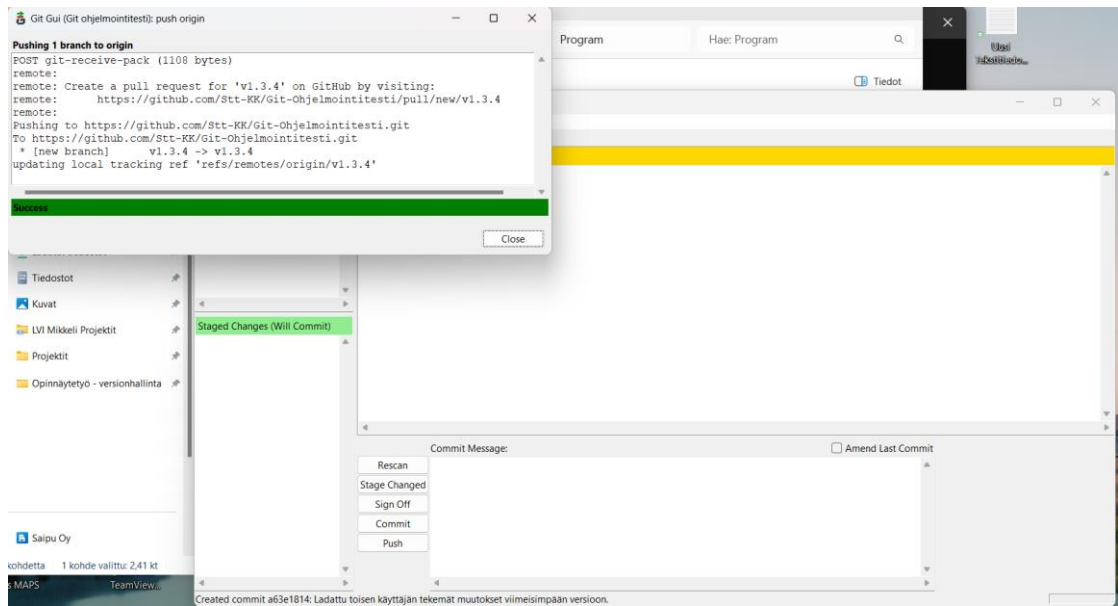 Git Gui (Git ohjelmointitesti): push origin
Pushing 1 branch to origin
POST git-receive-pack (1108 bytes)
remote:
remote: Create a pull request for 'v1.3.4' on GitHub by visiting:
remote:      https://github.com/Stt-KK/Git-Ohjelmointitesti/pull/new/v1.3.4
remote:
Pushing to https://github.com/Stt-KK/Git-Ohjelmointitesti.git
To https://github.com/Stt-KK/Git-Ohjelmointitesti.git
 * [new branch]      v1.3.4 -> v1.3.4
updating local tracking ref 'refs/remotes/origin/v1.3.4'
Success
Close
Program
Hae: Program
Uusi
Tiedot
Tiedostot
Kuvat
LVI Mikkeli Projektit
Projektit
Opinnäytetyö - versionhallinta
Saipu Oy
kohdetta 1 kohde valittu: 2,41 kt
MAPS
TeamView...
Staged Changes (Will Commit)
Commit Message:
Amend Last Commit
Rescan
Stage Changed
Sign Off
Commit
Push
Created commit a63e1814: Ladattu toisen käyttäjän tekemät muutokset viimeisimpään versioon.